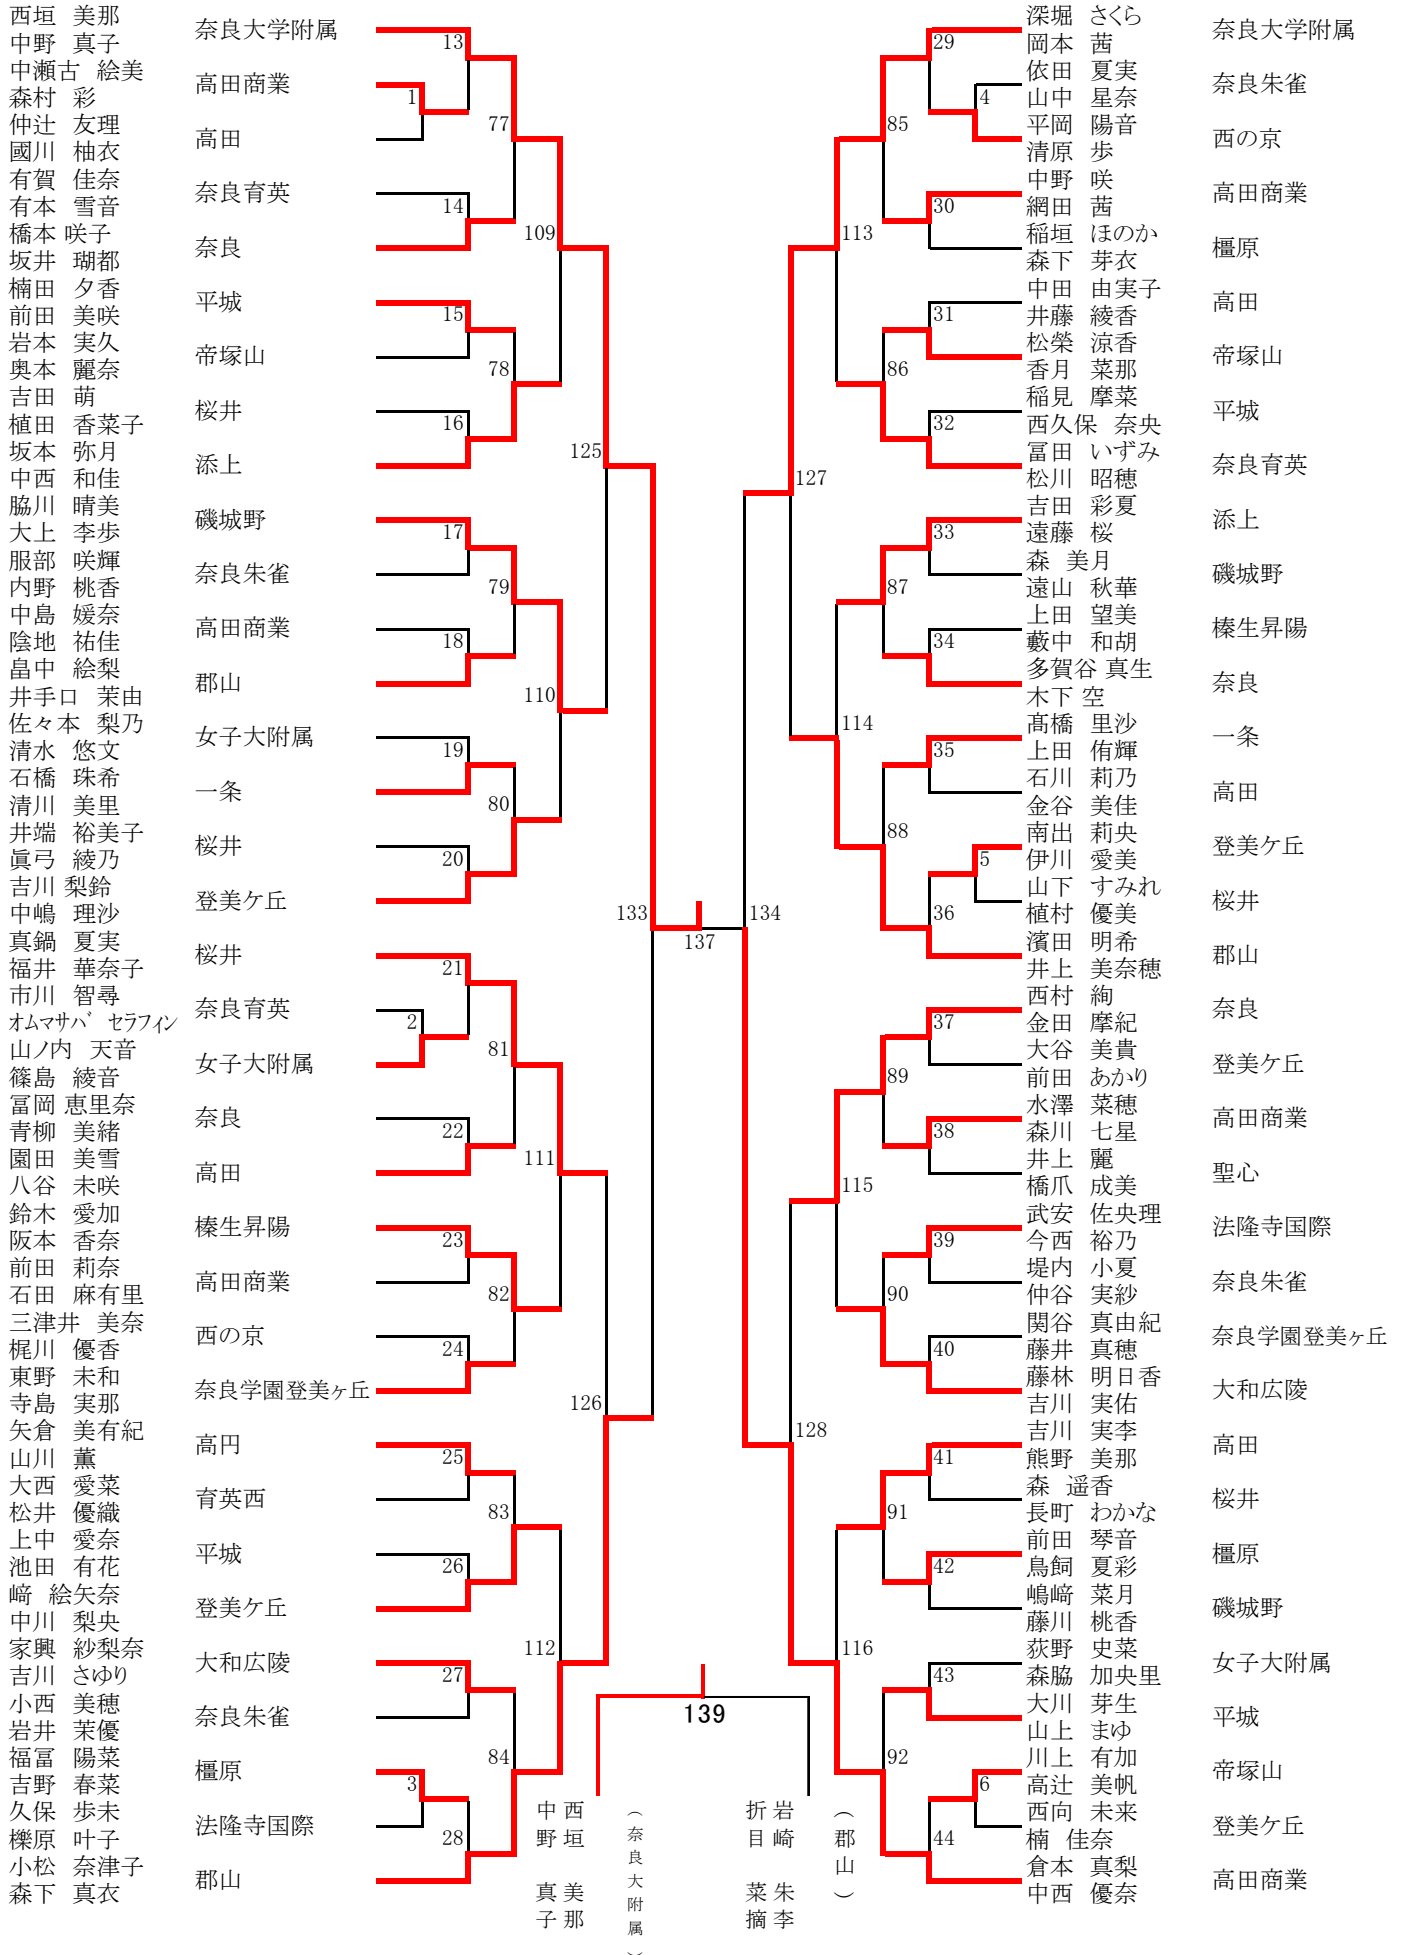 西垣 美那
中野 真子
奈良大学附属
中瀬古 絵美
森村 彩
高田商業
仲辻 友理
國川 柚衣
高田
有賀 佳奈
有本 雪音
奈良育英
橋本 咲子
坂井 瑚都
奈良
楠田 夕香
前田 美咲
平城
岩本 実久
奥本 麗奈
帝塚山
吉田 萌
植田 香菜子
桜井
坂本 弥月
中西 和佳
添上
脇川 晴美
大上 李歩
磯城野
服部 咲輝
内野 桃香
奈良朱雀
中島 媛奈
陰地 祐佳
高田商業
畠中 絵梨
井手口 茉由
郡山
佐々本 梨乃
清水 悠文
女子大附属
石橋 珠希
清川 美里
一条
井端 裕美子
眞弓 綾乃
桜井
吉川 梨鈴
中嶋 理沙
登美ケ丘
真鍋 夏実
福井 華奈子
桜井
市川 智尋
オムマサバ セラフィン
奈良育英
山ノ内 天音
篠島 綾音
女子大附属
冨岡 恵里奈
青柳 美緒
奈良
園田 美雪
八谷 未咲
高田
鈴木 愛加
阪本 香奈
榛生昇陽
前田 莉奈
石田 麻有里
高田商業
三津井 美奈
梶川 優香
西の京
東野 未和
寺島 実那
奈良学園登美ヶ丘
矢倉 美有紀
山川 薫
高円
大西 愛菜
松井 優織
育英西
上中 愛奈
池田 有花
平城
﨑 絵矢奈
中川 梨央
登美ケ丘
家興 紗梨奈
吉川 さゆり
大和広陵
小西 美穂
岩井 茉優
奈良朱雀
福冨 陽菜
吉野 春菜
橿原
久保 歩未
櫟原 叶子
法隆寺国際
小松 奈津子
森下 真衣
郡山
13
1
77
14
109
15
78
16
125
17
79
18
110
19
80
20
133
21
2
81
22
111
23
82
24
126
25
83
26
112
27
84
3
28
137
134
139
29
4
85
30
113
31
86
32
127
33
87
34
114
35
88
5
36
37
89
38
115
39
90
40
128
41
91
42
116
43
92
6
44
深堀 さくら
岡本 茜
奈良大学附属
依田 夏実
山中 星奈
奈良朱雀
平岡 陽音
清原 歩
西の京
中野 咲
網田 茜
高田商業
稲垣 ほのか
森下 芽衣
橿原
中田 由実子
井藤 綾香
高田
松榮 涼香
香月 菜那
帝塚山
稲見 摩菜
西久保 奈央
平城
冨田 いずみ
松川 昭穂
奈良育英
吉田 彩夏
遠藤 桜
添上
森 美月
遠山 秋華
磯城野
上田 望美
藪中 和胡
榛生昇陽
多賀谷 真生
木下 空
奈良
髙橋 里沙
上田 侑輝
一条
石川 莉乃
金谷 美佳
高田
南出 莉央
伊川 愛美
登美ケ丘
山下 すみれ
植村 優美
桜井
濱田 明希
井上 美奈穂
郡山
西村 絢
金田 摩紀
奈良
大谷 美貴
前田 あかり
登美ケ丘
水澤 菜穂
森川 七星
高田商業
井上 麗
橋爪 成美
聖心
武安 佐央理
今西 裕乃
法隆寺国際
堤内 小夏
仲谷 実紗
奈良朱雀
関谷 真由紀
藤井 真穂
奈良学園登美ヶ丘
藤林 明日香
吉川 実佑
大和広陵
吉川 実李
熊野 美那
高田
森 遥香
長町 わかな
桜井
前田 琴音
鳥飼 夏彩
橿原
嶋﨑 菜月
藤川 桃香
磯城野
荻野 史菜
森脇 加央里
女子大附属
大川 芽生
山上 まゆ
平城
川上 有加
高辻 美帆
帝塚山
西向 未来
楠 佳奈
登美ケ丘
倉本 真梨
中西 優奈
高田商業
西垣 美那
中野 真子
（奈良大附属）
岩崎 朱李
折目 菜摘
（郡山）